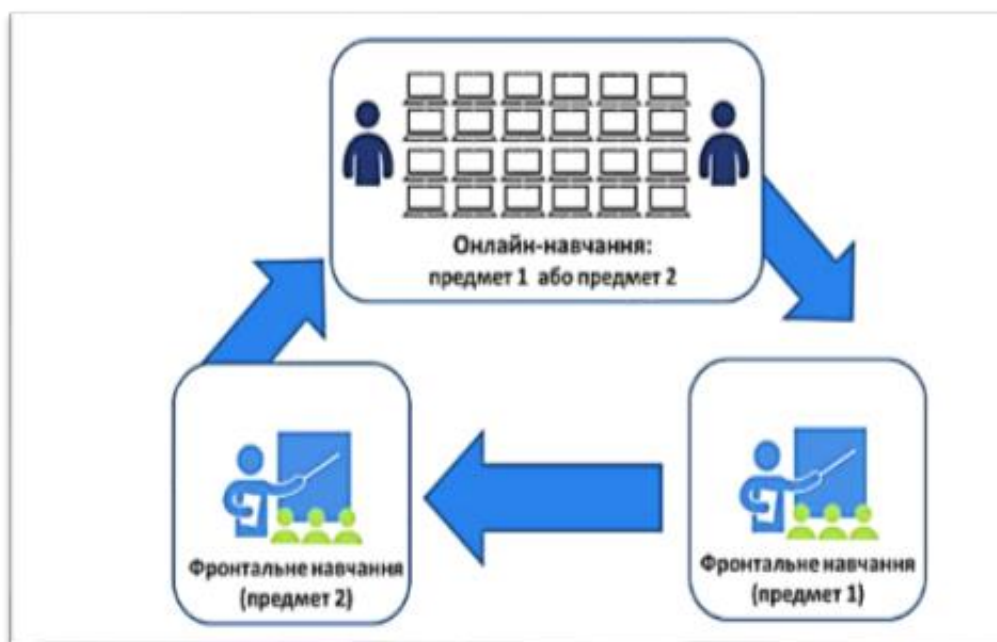 Онлайн-навчання:
предмет 1 або предмет 2
Фронтальне навчання
(предмет 2)
Фронтальне навчання
(предмет 1)